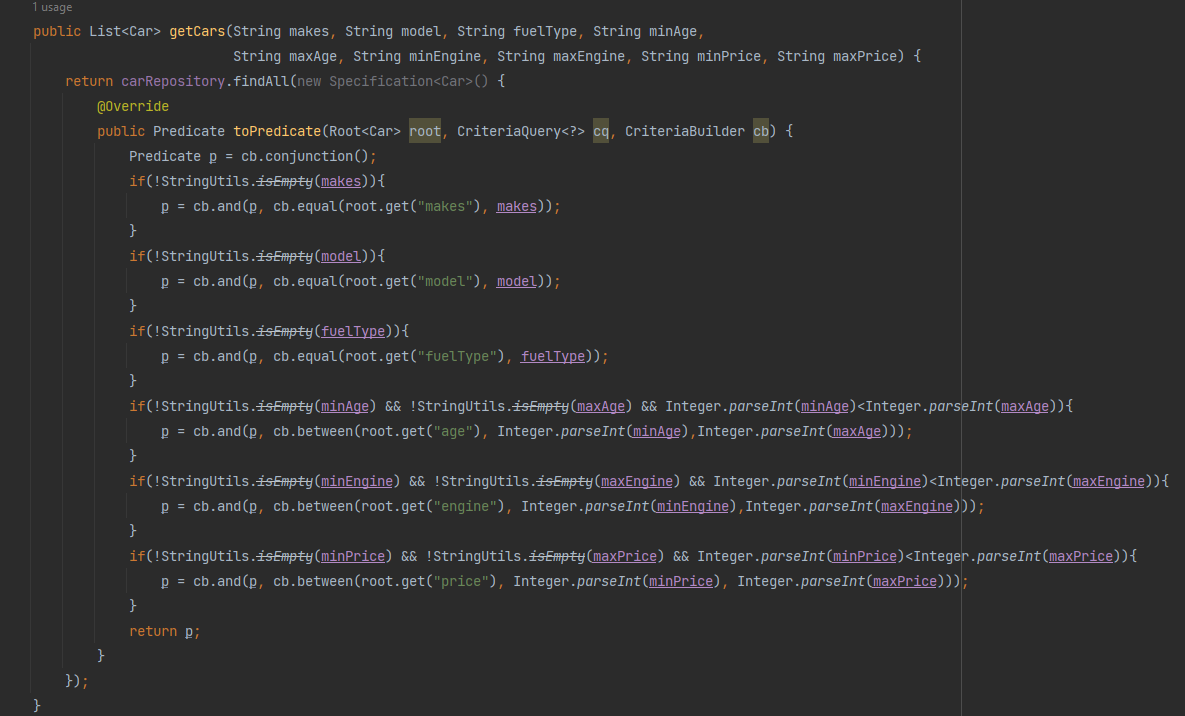 1 usage
public List<Car> getCars(String makes, String model, String fuelType, String minAge,
                         String maxAge, String minEngine, String maxEngine, String minPrice, String maxPrice) {
    return carRepository.findAll(new Specification<Car>() {
        @Override
        public Predicate toPredicate(Root<Car> root, CriteriaQuery<?> cq, CriteriaBuilder cb) {
            Predicate p = cb.conjunction();
            if(!StringUtils.isEmpty(makes)){
                p = cb.and(p, cb.equal(root.get("makes"), makes));
            }
            if(!StringUtils.isEmpty(model)){
                p = cb.and(p, cb.equal(root.get("model"), model));
            }
            if(!StringUtils.isEmpty(fuelType)){
                p = cb.and(p, cb.equal(root.get("fuelType"), fuelType));
            }
            if(!StringUtils.isEmpty(minAge) && !StringUtils.isEmpty(maxAge) && Integer.parseInt(minAge)<Integer.parseInt(maxAge)){
                p = cb.and(p, cb.between(root.get("age"), Integer.parseInt(minAge),Integer.parseInt(maxAge)));
            }
            if(!StringUtils.isEmpty(minEngine) && !StringUtils.isEmpty(maxEngine) && Integer.parseInt(minEngine)<Integer.parseInt(maxEngine)){
                p = cb.and(p, cb.between(root.get("engine"), Integer.parseInt(minEngine),Integer.parseInt(maxEngine)));
            }
            if(!StringUtils.isEmpty(minPrice) && !StringUtils.isEmpty(maxPrice) && Integer.parseInt(minPrice)<Integer.parseInt(maxPrice)){
                p = cb.and(p, cb.between(root.get("price"), Integer.parseInt(minPrice), Integer.parseInt(maxPrice)));
            }
            return p;
        }
    });
}